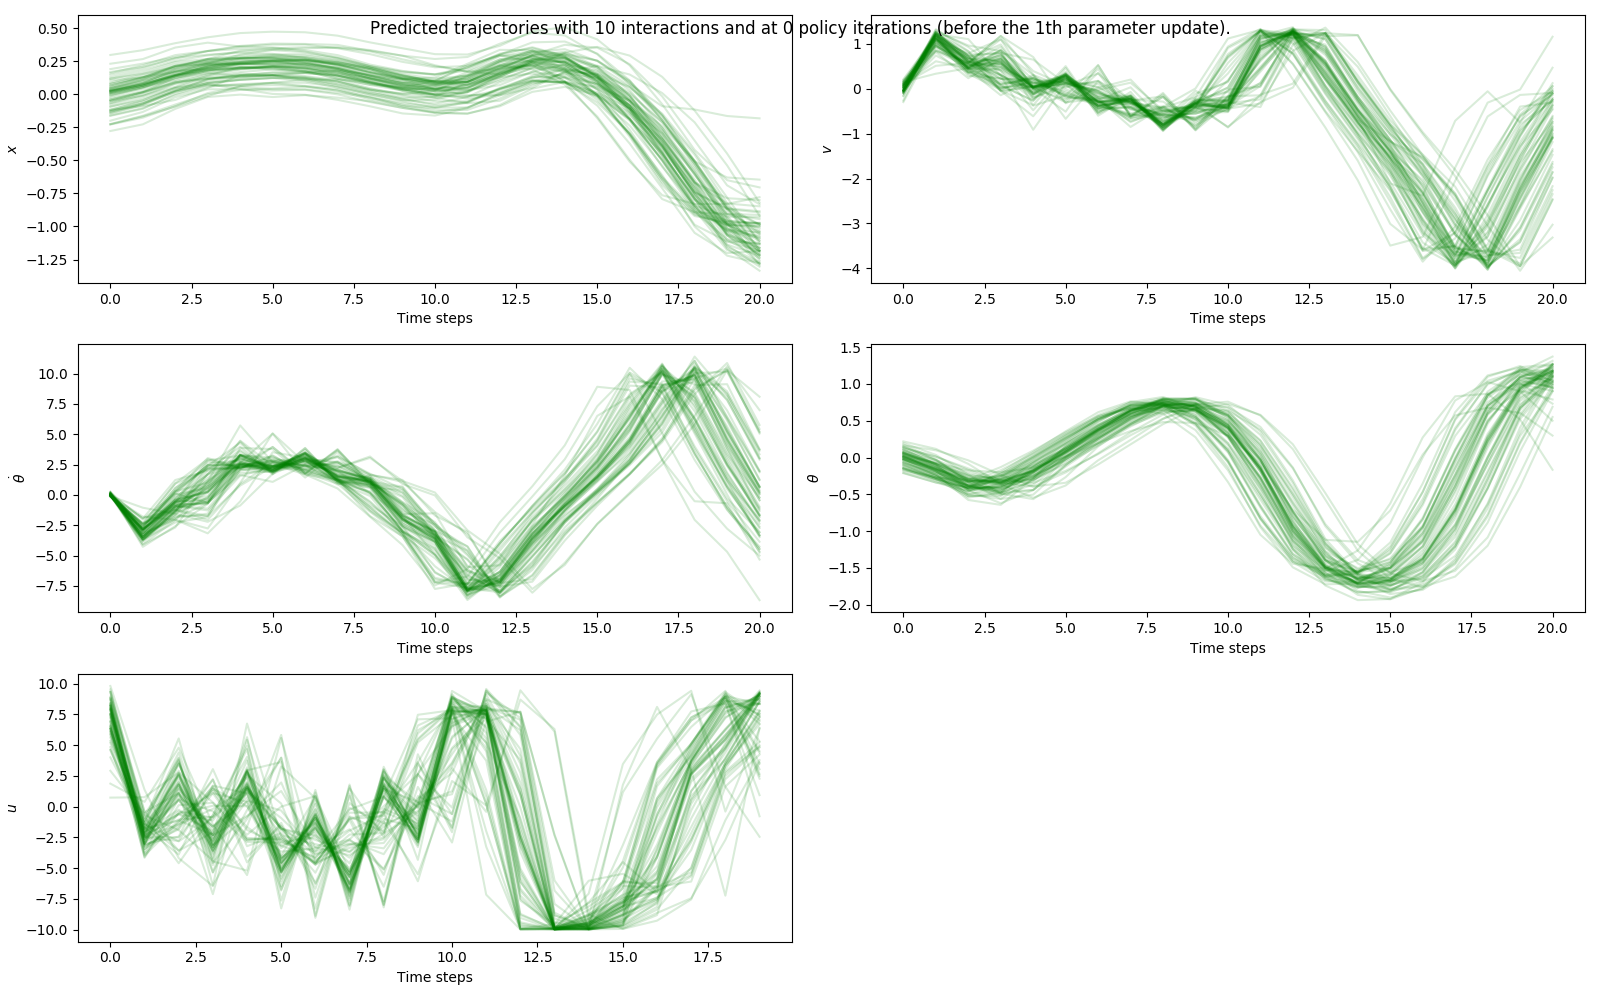 Predicted trajectories with 10 interactions and at 0 policy iterations (before the 1th parameter update).
0.50
0.25
0.00
−0.25
−0.50
−0.75
−1.00
−1.25
x
0.0 2.5 5.0 7.5 10.0 12.5 15.0 17.5 20.0
Time steps
1
0
−1
−2
−3
−4
v
0.0 2.5 5.0 7.5 10.0 12.5 15.0 17.5 20.0
Time steps
10.0
7.5
5.0
2.5
0.0
−2.5
−5.0
−7.5
θ̇
0.0 2.5 5.0 7.5 10.0 12.5 15.0 17.5 20.0
Time steps
1.5
1.0
0.5
0.0
−0.5
−1.0
−1.5
−2.0
θ
0.0 2.5 5.0 7.5 10.0 12.5 15.0 17.5 20.0
Time steps
10.0
7.5
5.0
2.5
0.0
−2.5
−5.0
−7.5
−10.0
u
0.0 2.5 5.0 7.5 10.0 12.5 15.0 17.5
Time steps